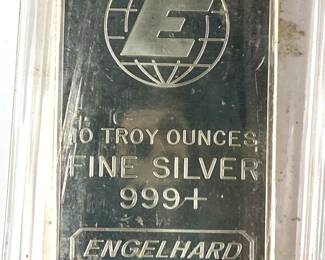 E
10 TROY OUNCES
FINE SILVER
999+
ENGELHARD